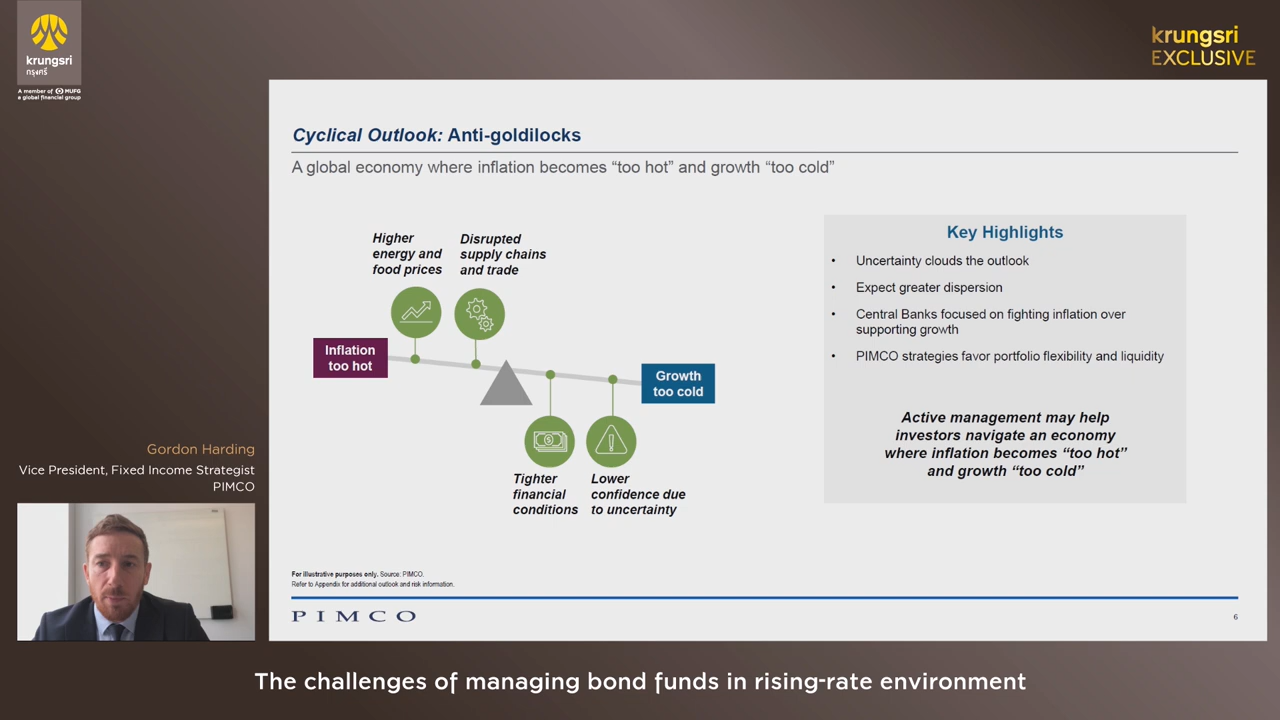 krungsri
กรุงศรี
A member of MUFG
a global financial group
krungsri
EXCLUSIVE
Cyclical Outlook: Anti-goldilocks
A global economy where inflation becomes “too hot” and growth “too cold”
Higher
energy and
food prices
Disrupted
supply chains
and trade
Inflation
too hot
Growth
too cold
Tighter
financial
conditions
Lower
confidence due
to uncertainty
Key Highlights
• Uncertainty clouds the outlook
• Expect greater dispersion
• Central Banks focused on fighting inflation over
supporting growth
• PIMCO strategies favor portfolio flexibility and liquidity
Active management may help
investors navigate an economy
where inflation becomes “too hot”
and growth “too cold”
For illustrative purposes only. Source: PIMCO.
Refer to Appendix for additional outlook and risk information.
PIMCO
6
Gordon Harding
Vice President, Fixed Income Strategist
PIMCO
The challenges of managing bond funds in rising-rate environment